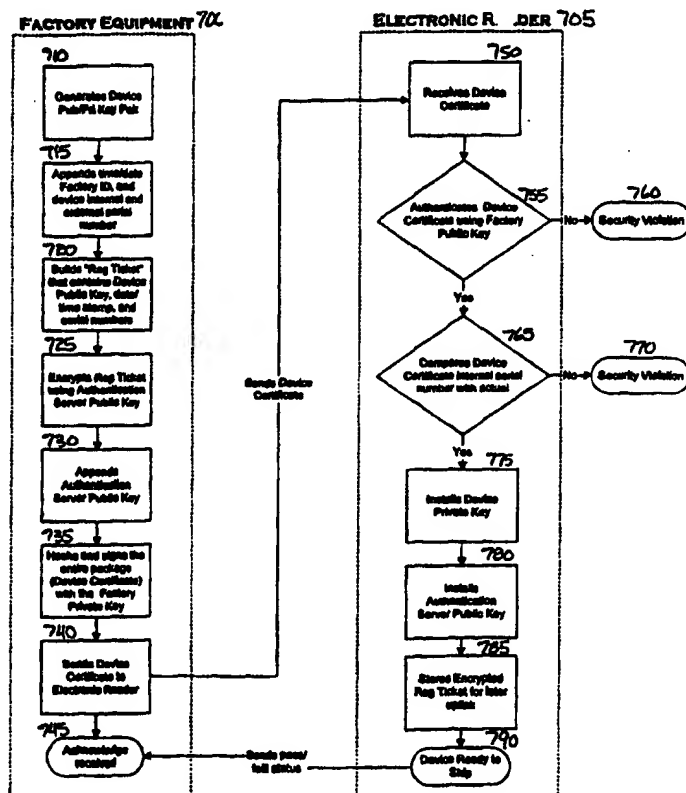 FACTORY EQUIPMENT 70
710
Generates Device
Pub/Pri Key Pair
715
Appends
Factory ID, and
device internal and
external serial
number
720
Builds "Reg Ticket"
that contains Device
Public Key, date/
time stamp, and
serial numbers
725
Encrypts Reg Ticket
using Authentication
Server Public Key
730
Appends
Authentication
Server Public Key
735
and signs the
entire package
(Device Certificate)
with the Factory
Private Key
740
Sends Device
Certificate to
Electronic Reader
745
Acknowledge
received
Sends Device
Certificate
Sends pass/
fail status
ELECTRONIC R DER 705
750
Receives Device
Certificate
755
Authenticates Device
Certificate using Factory
Public Key
No
760
Security Violation
Yes
765
Compares Device
Certificate internal serial
number with actual
No
770
Security Violation
Yes
775
Installs Device
Private Key
780
Installs
Authentication
Server Public Key
785
Stores Encrypted
Reg Ticket for later
790
Device Ready to
Ship